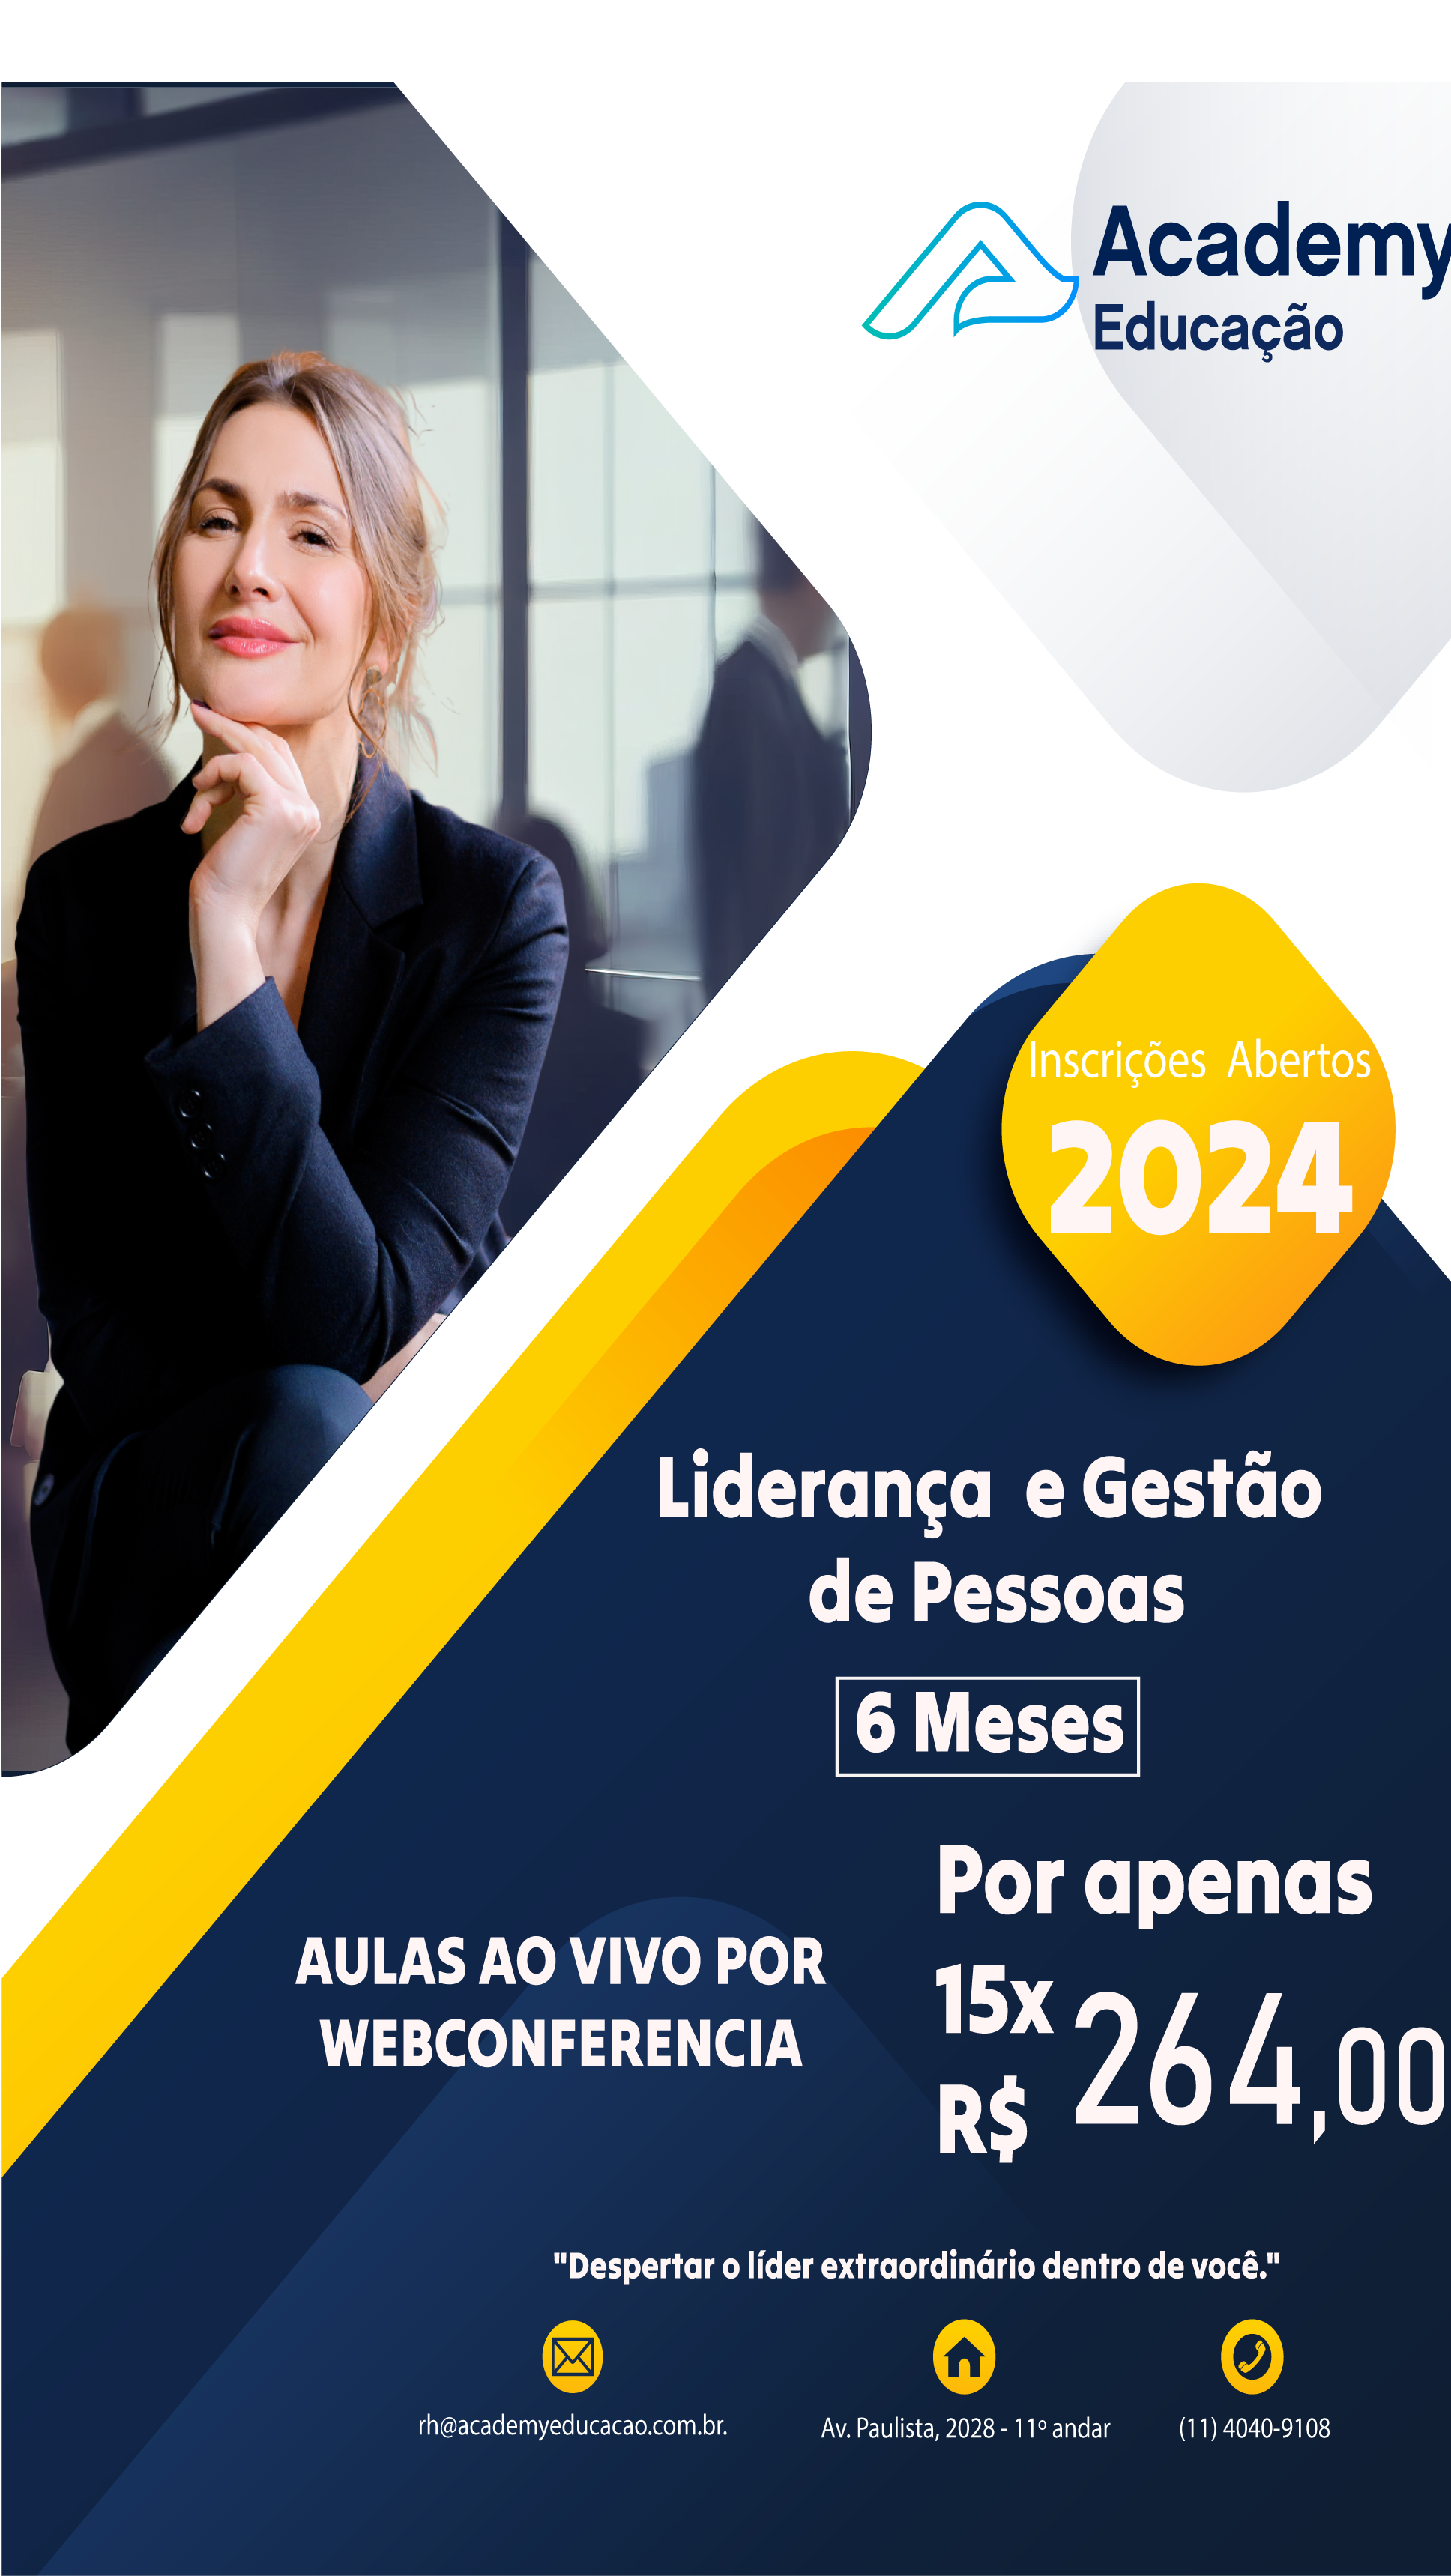 Academy
Educação
Inscrições Abertos
2024
Liderança e Gestão
de Pessoas
6 Meses
Por apenas
15x
R$ 264,00
AULAS AO VIVO POR
WEBCONFERENCIA
"Despertar o líder extraordinário dentro de você."
rh@academyeducacao.com.br.
Av. Paulista, 2028 - 11º andar
(11) 4040-9108